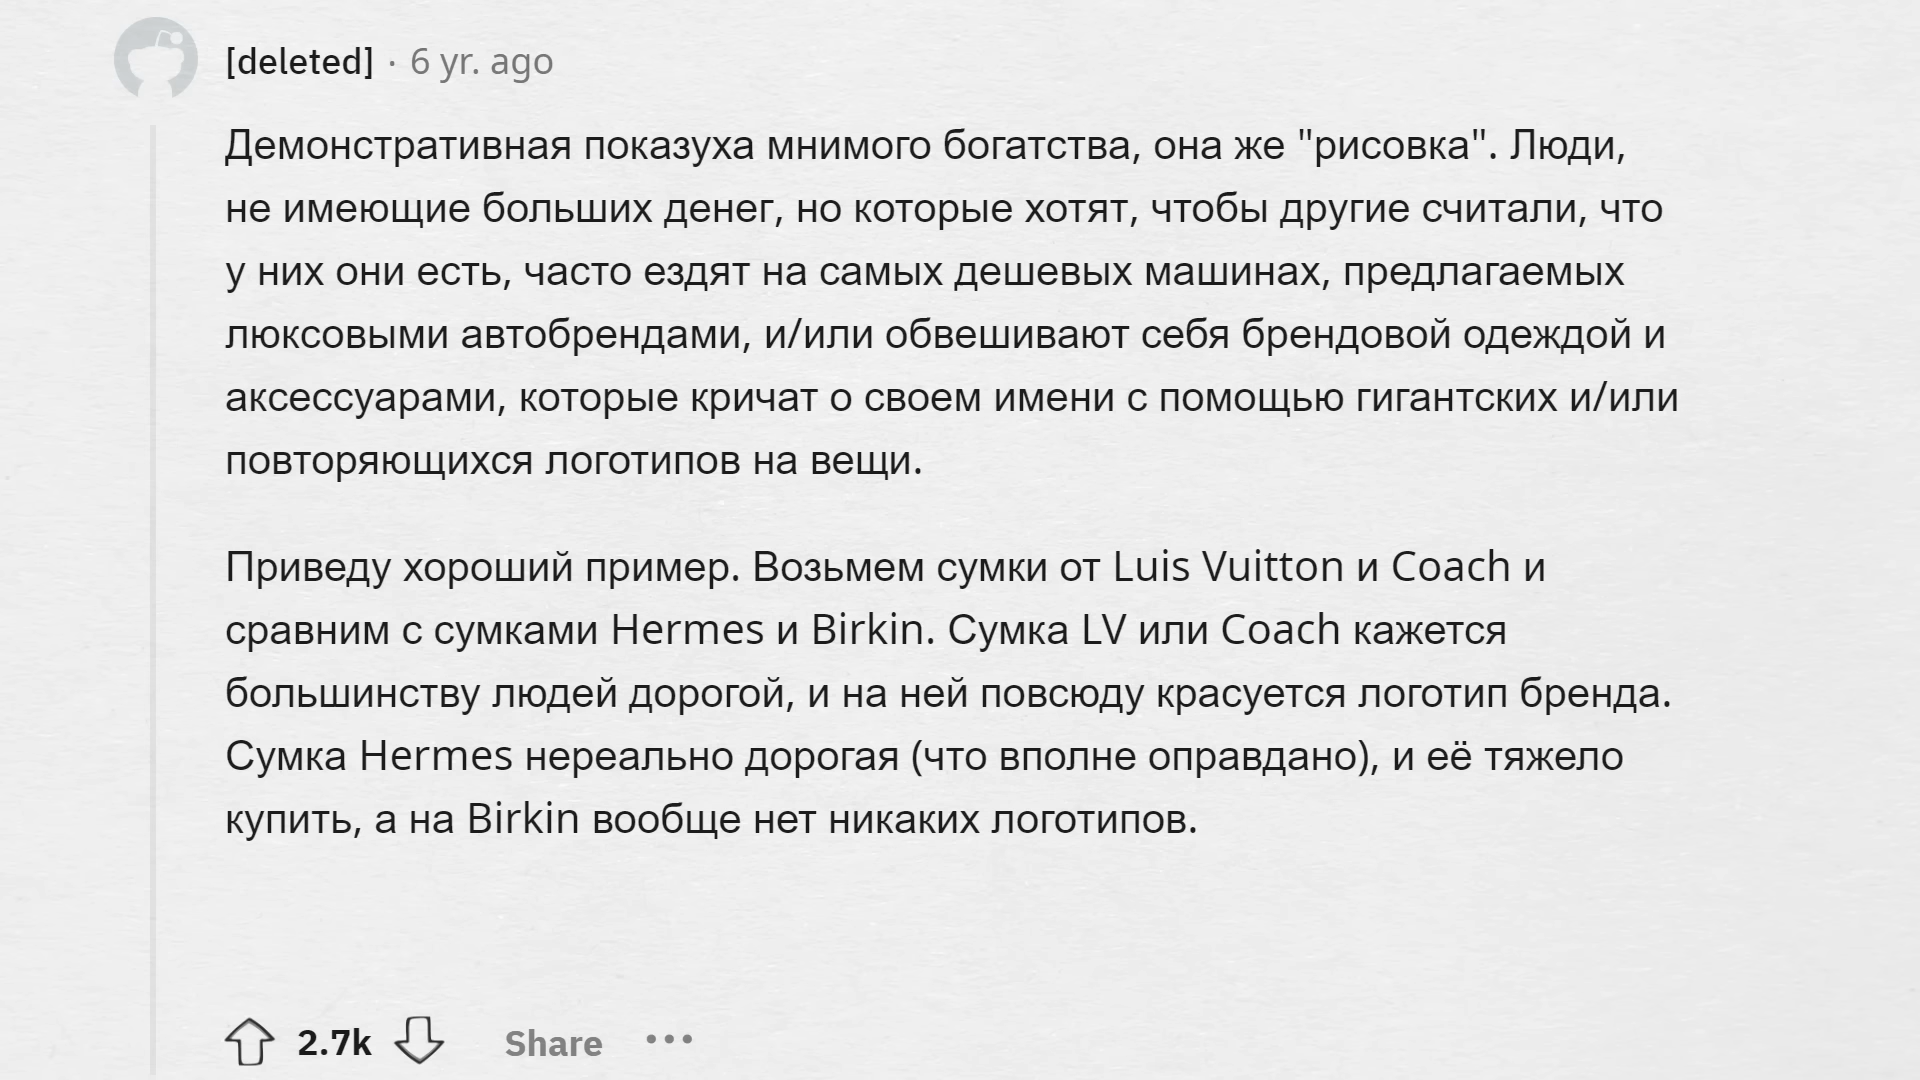 [deleted] · 6 yr. ago
Демонстративная показуха мнимого богатства, она же "рисовка". Люди,
не имеющие больших денег, но которые хотят, чтобы другие считали, что
у них они есть, часто ездят на самых дешевых машинах, предлагаемых
люксовыми автобрендами, и/или обвешивают себя брендовой одеждой и
аксессуарами, которые кричат о своем имени с помощью гигантских и/или
повторяющихся логотипов на вещи.
Приведу хороший пример. Возьмем сумки от Luis Vuitton и Coach и
сравним с сумками Hermes и Birkin. Сумка LV или Coach кажется
большинству людей дорогой, и на ней повсюду красуется логотип бренда.
Сумка Hermes нереально дорогая (что вполне оправдано), и её тяжело
купить, а на Birkin вообще нет никаких логотипов.
2.7k Share